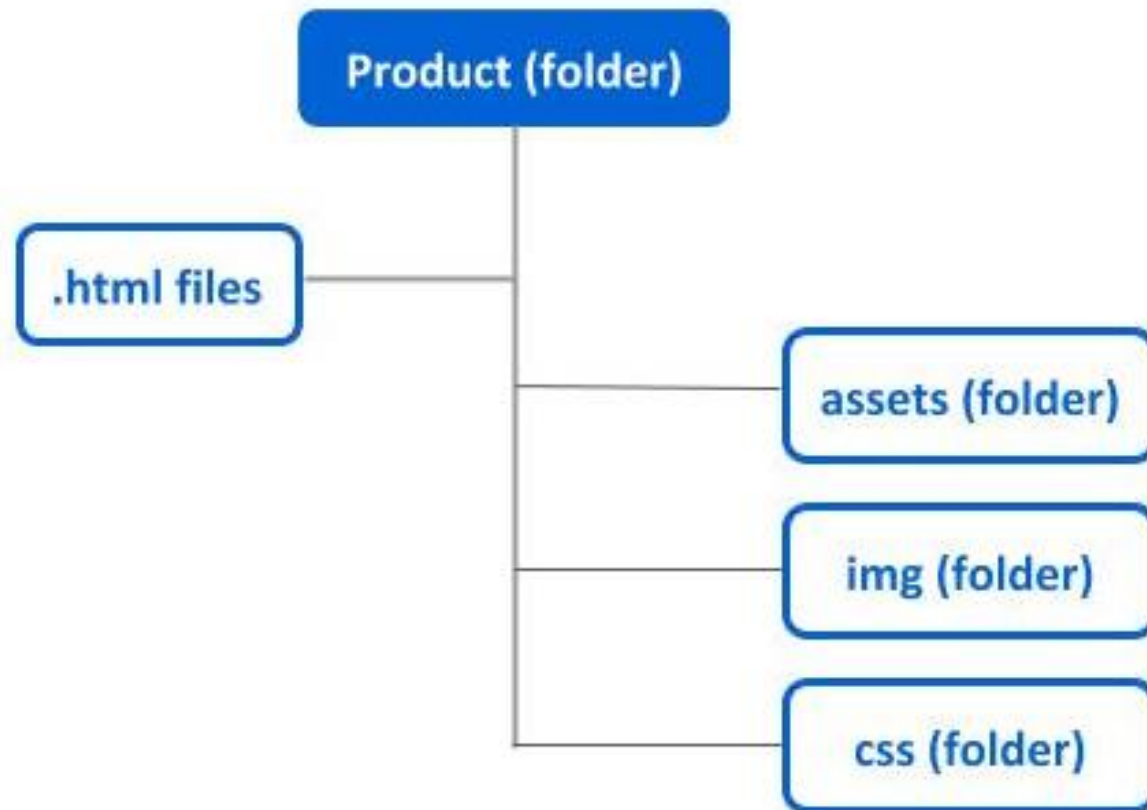 Product (folder)
.html files
assets (folder)
img (folder)
css (folder)